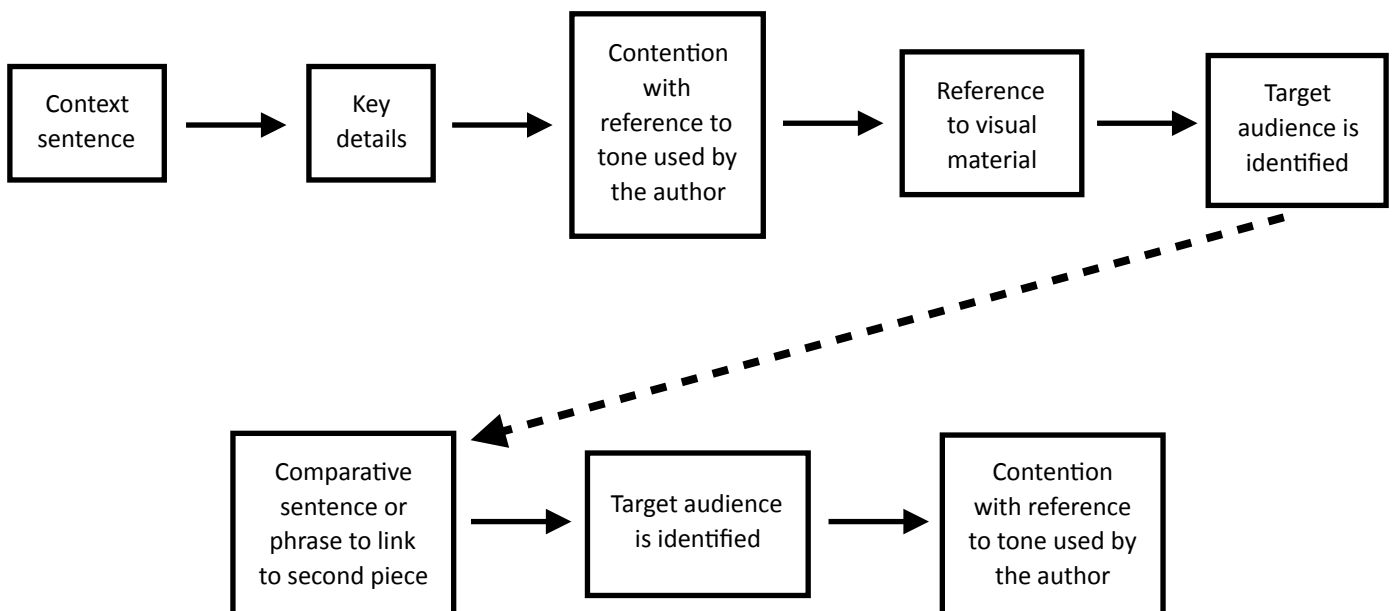 Context
sentence
Key
details
Contention
with
reference to
tone used by
the author
Reference
to visual
material
Target
audience is
identified
Comparative
sentence or
phrase to link
to second piece
Target audience
is identified
Contention
with reference
to tone used by
the author